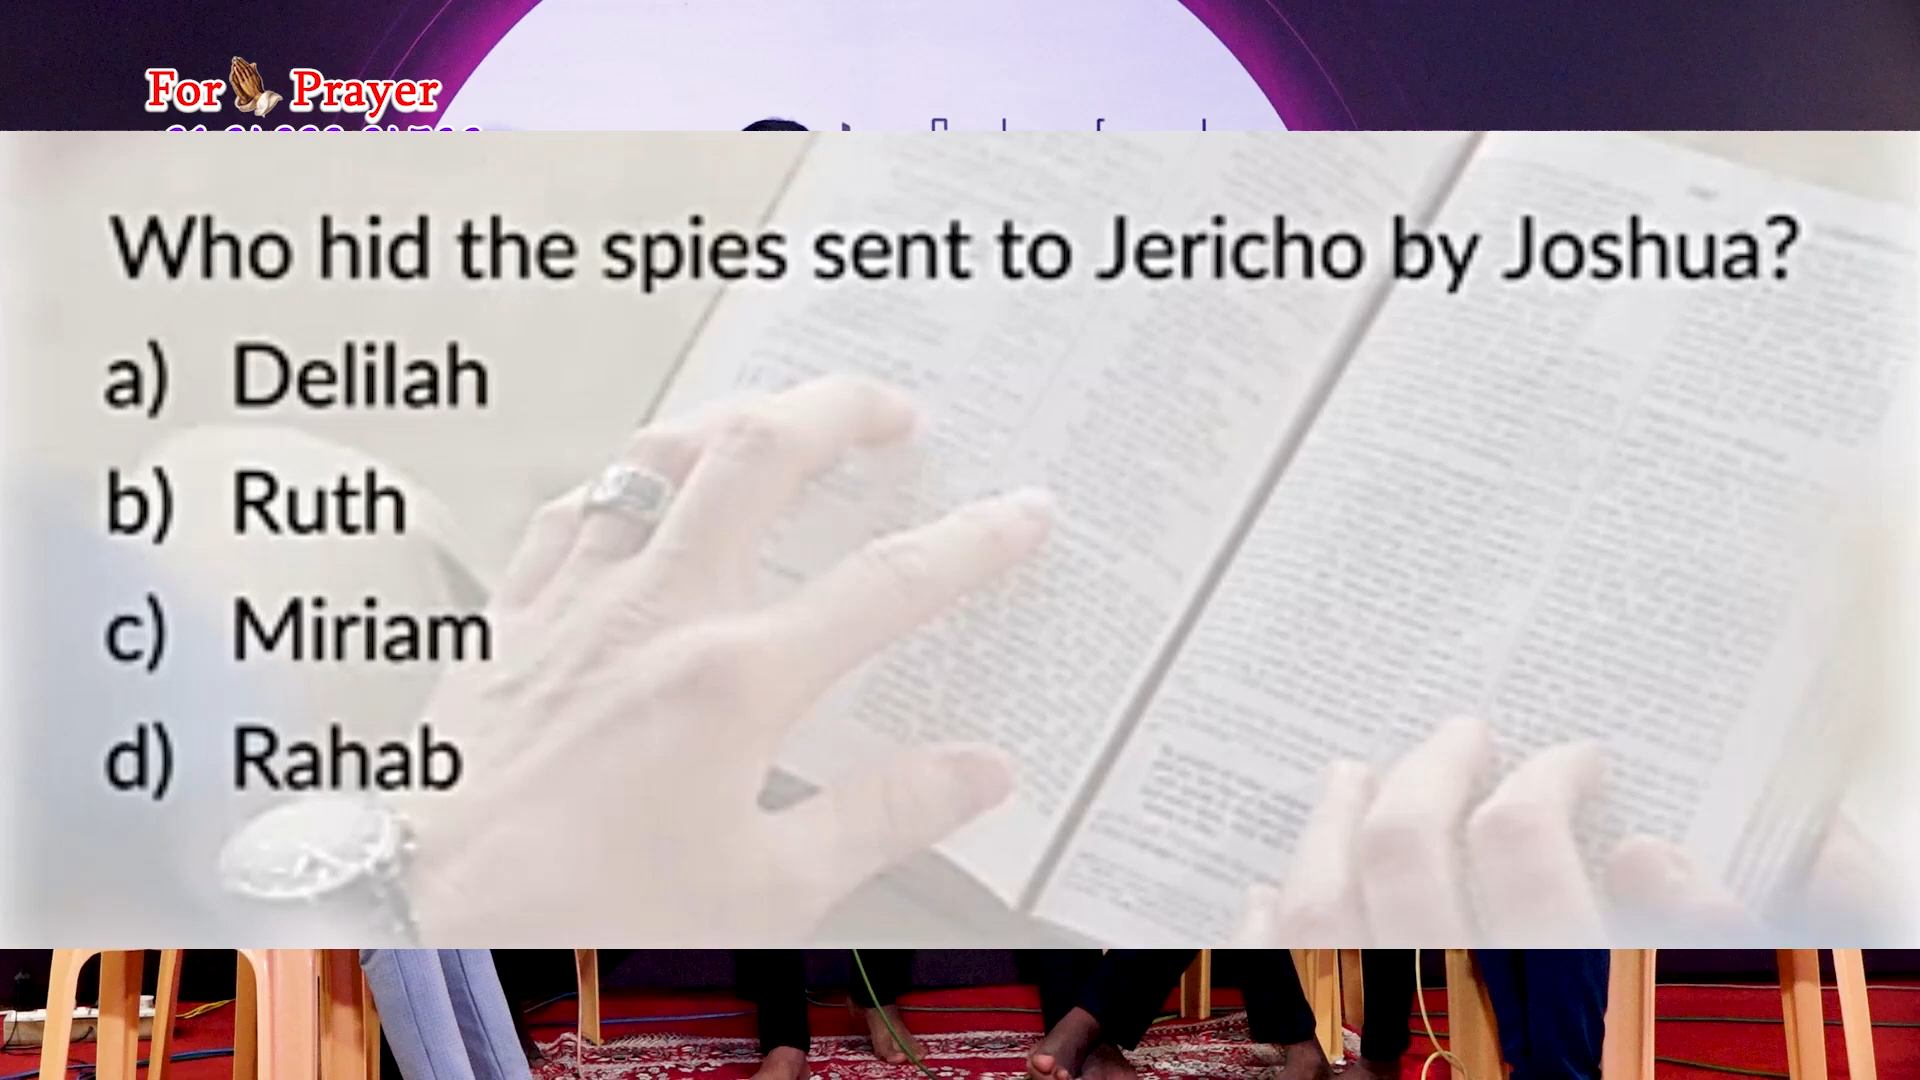 For Prayer
Who hid the spies sent to Jericho by Joshua?
a) Delilah
b) Ruth
c) Miriam
d) Rahab